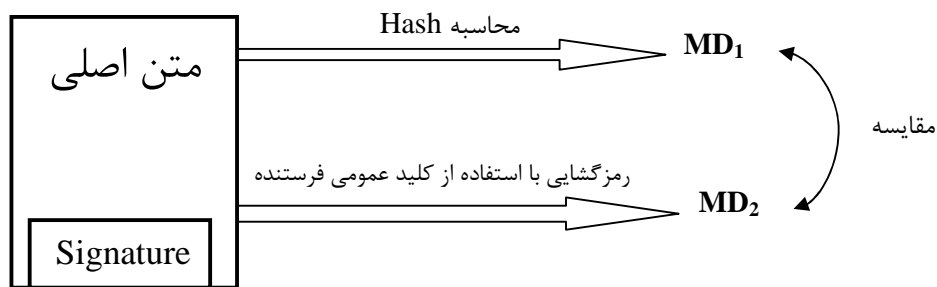 محاسبه Hash
متن اصلی
MD₁
مقایسه
رمزگشایی با استفاده از کلید عمومی فرستنده
MD₂
Signature